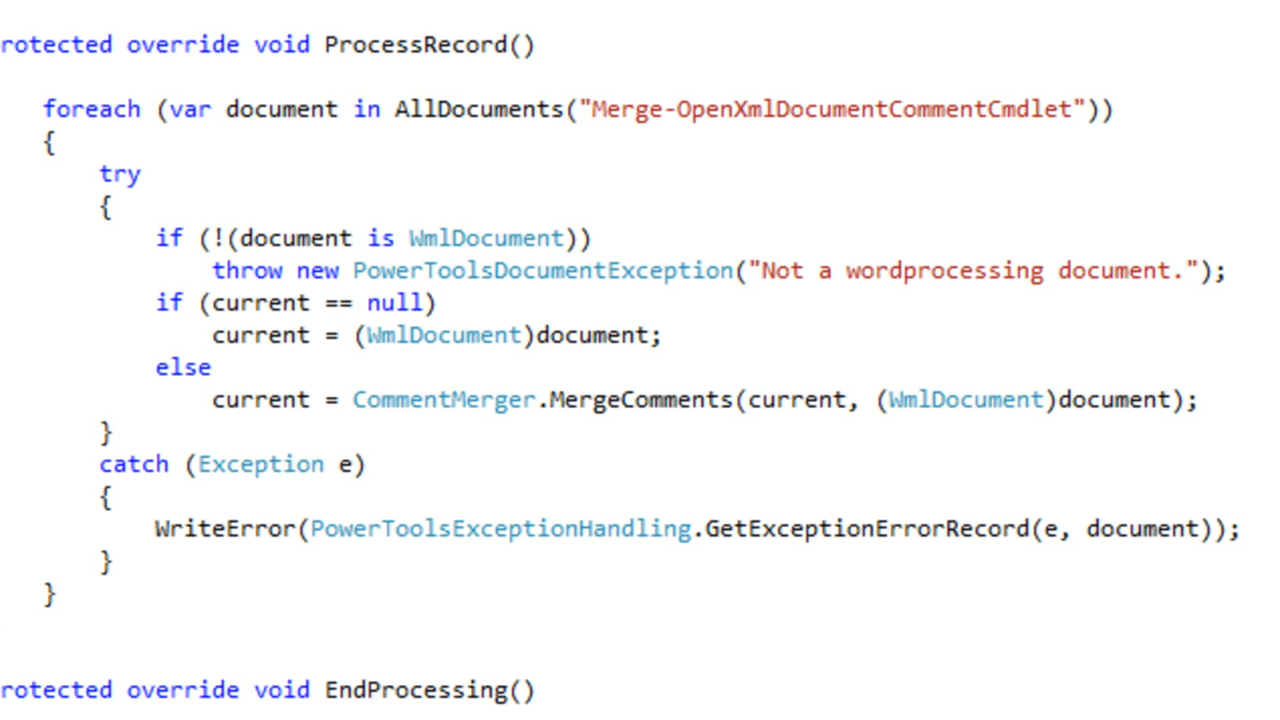 rotected override void ProcessRecord()
foreach (var document in AllDocuments("Merge-OpenXmlDocumentCommentCmdlet"))
{
try
{
if (!(document is WmlDocument))
throw new PowerToolsDocumentException("Not a wordprocessing document.");
if (current == null)
current = (WmlDocument)document;
else
current = CommentMerger.MergeComments(current, (WmlDocument)document);
}
catch (Exception e)
{
WriteError(PowerToolsExceptionHandling.GetExceptionErrorRecord(e, document));
}
}
rotected override void EndProcessing()